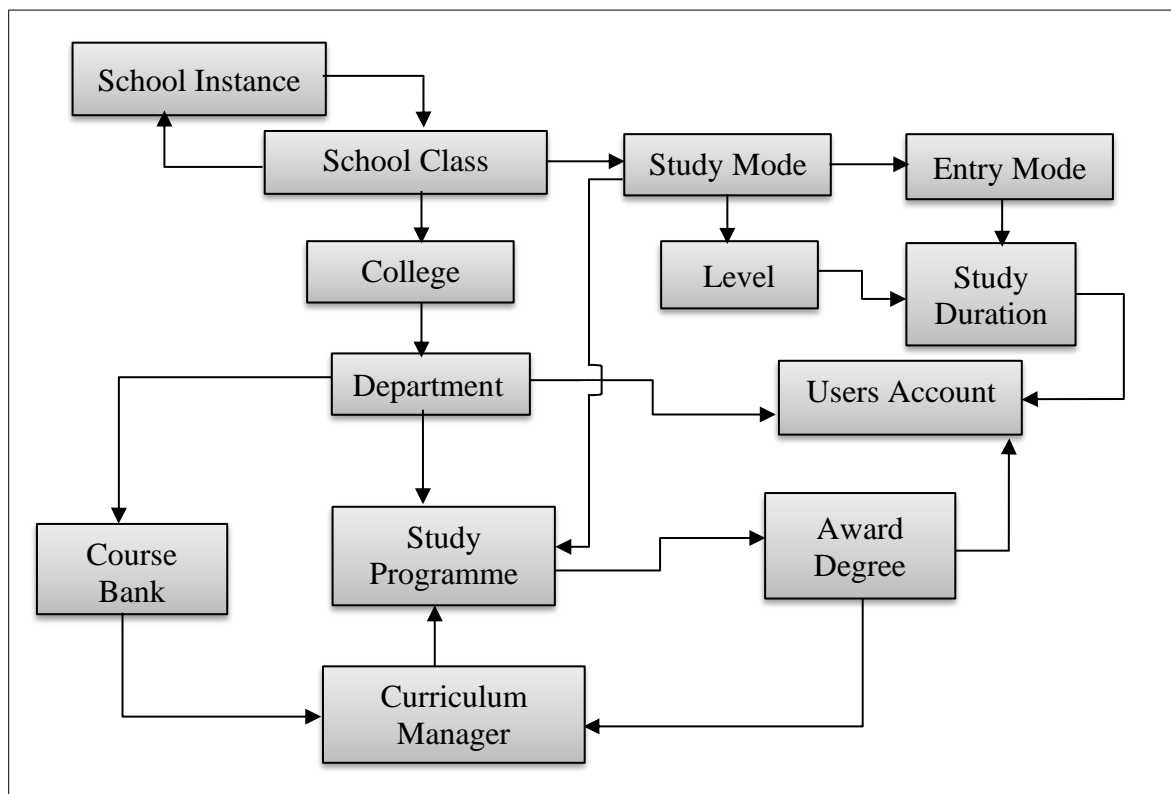 School Instance
School Class
Study Mode
Entry Mode
College
Level
Study
Duration
Department
Users Account
Course
Bank
Study
Programme
Award
Degree
Curriculum
Manager